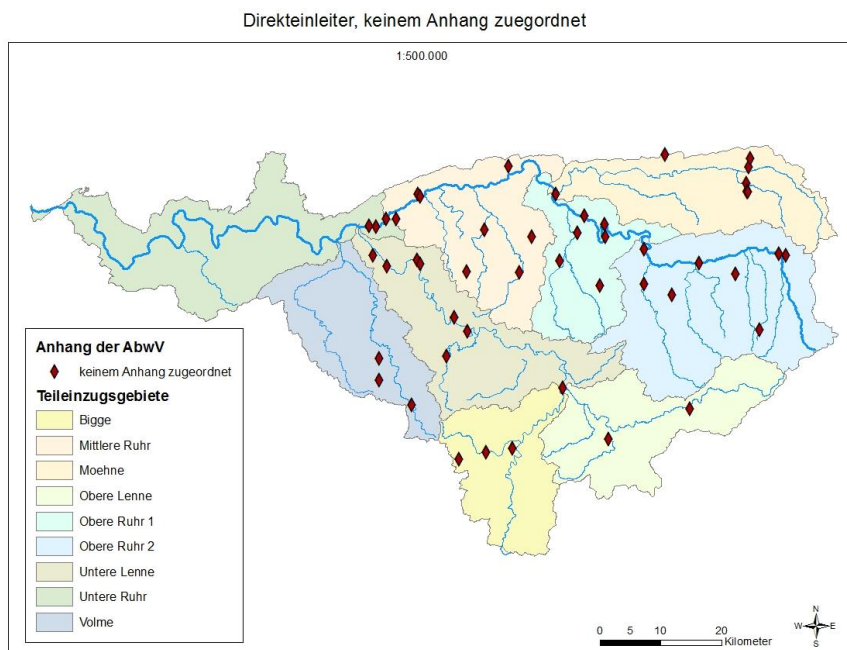 Direkteinleiter, keinem Anhang zuegordnet
1:500.000
Anhang der AbwV
keinem Anhang zugeordnet
Teileinzugsgebiete
Bigge
Mittlere Ruhr
Moehne
Obere Lenne
Obere Ruhr 1
Obere Ruhr 2
Untere Lenne
Untere Ruhr
Volme
N
W E
S
0 5 10 20
Kilometer